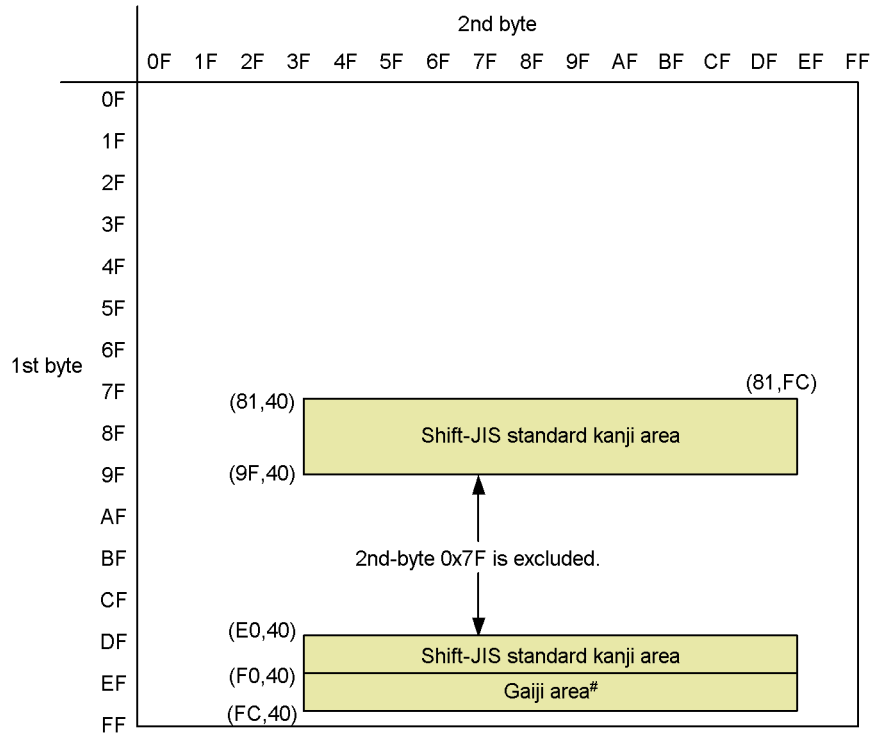 2nd byte
0F 1F 2F 3F 4F 5F 6F 7F 8F 9F AF BF CF DF EF FF
0F
1F
2F
3F
4F
5F
6F
1st byte
7F
(81,FC)
(81,40)
8F
Shift-JIS standard kanji area
9F
(9F,40)
AF
BF
2nd-byte 0x7F is excluded.
CF
DF
(E0,40)
Shift-JIS standard kanji area
EF
(F0,40)
Gaiji area#
(FC,40)
FF